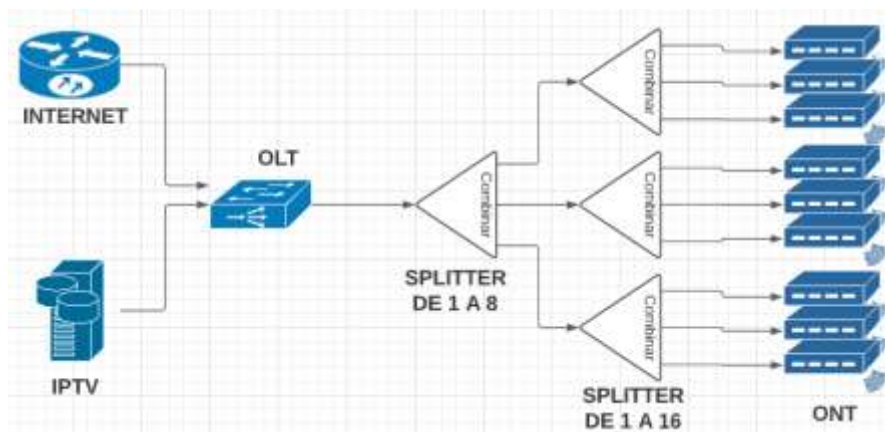 INTERNET
OLT
IPTV
Combinar
SPLITTER
DE 1 A 8
Combinar
Combinar
Combinar
SPLITTER
DE 1 A 16
ONT